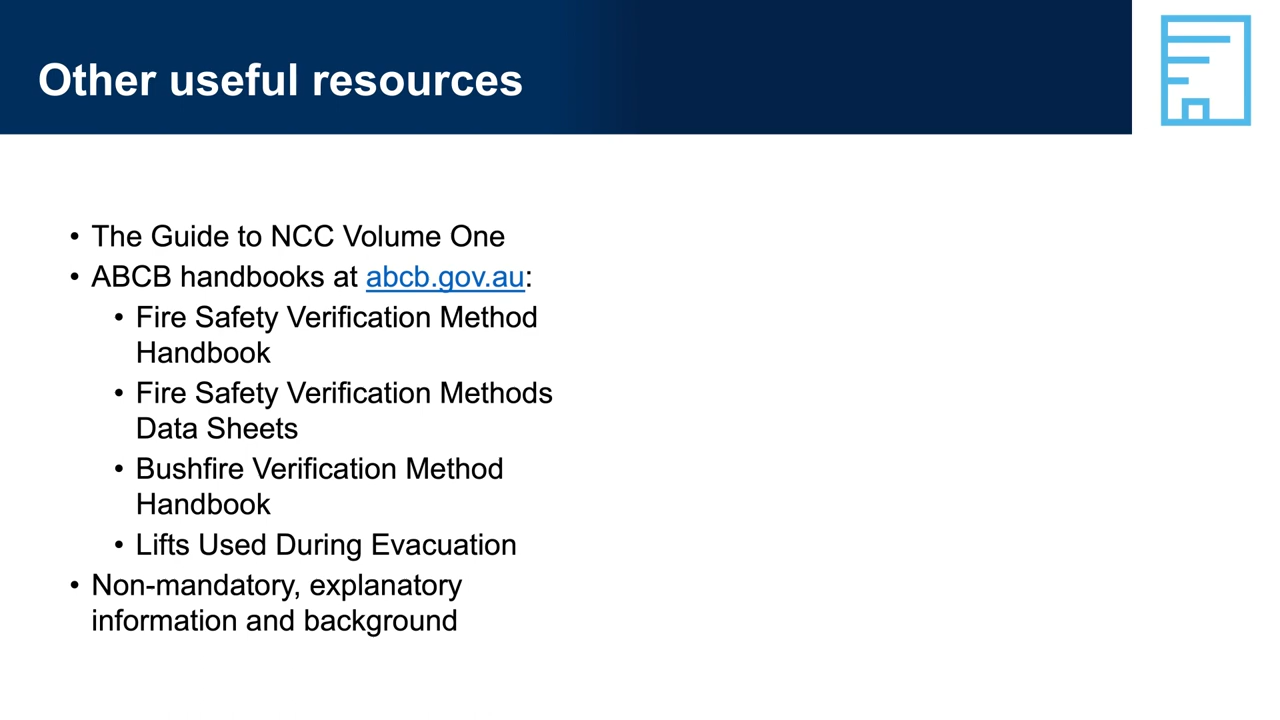 Other useful resources
• The Guide to NCC Volume One
• ABCB handbooks at abcb.gov.au:
• Fire Safety Verification Method
Handbook
• Fire Safety Verification Methods
Data Sheets
• Bushfire Verification Method
Handbook
• Lifts Used During Evacuation
• Non-mandatory, explanatory
information and background